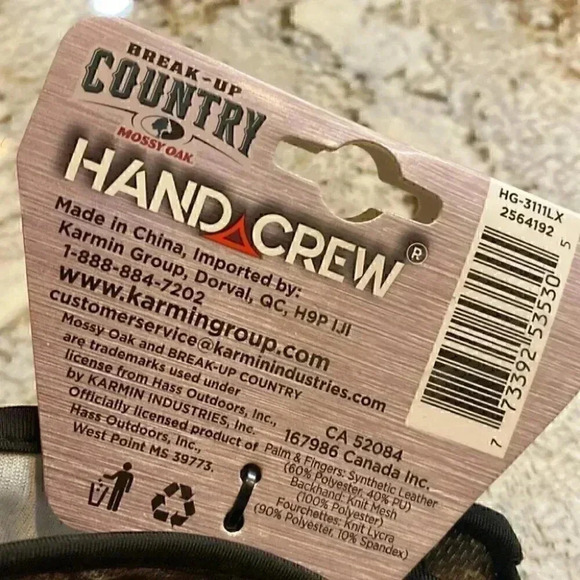 BREAK-UP
COUNTRY
MOSSY OAK.
HAND CREW®
Made in China, Imported by:
Karmin Group, Dorval, QC, H9P 1J1
1-888-884-7202
www.karmingroup.com
customerservice@karminindustries.com
Mossy Oak and BREAK-UP COUNTRY
are trademarks used under
license from Hass Outdoors, Inc.,
by KARMIN INDUSTRIES, INC.
Officially licensed product of
Hass Outdoors, Inc.,
West Point MS 39773.
CA 52084
167986 Canada Inc.
Palm & Fingers: Synthetic Leather
(60% Polyester, 40% PU)
Backhand: Knit Mesh
(100% Polyester)
Fourchettes: Knit Lycra
(90% Polyester, 10% Spandex)
HG-3111LX
2564192
7 73392 53530 5